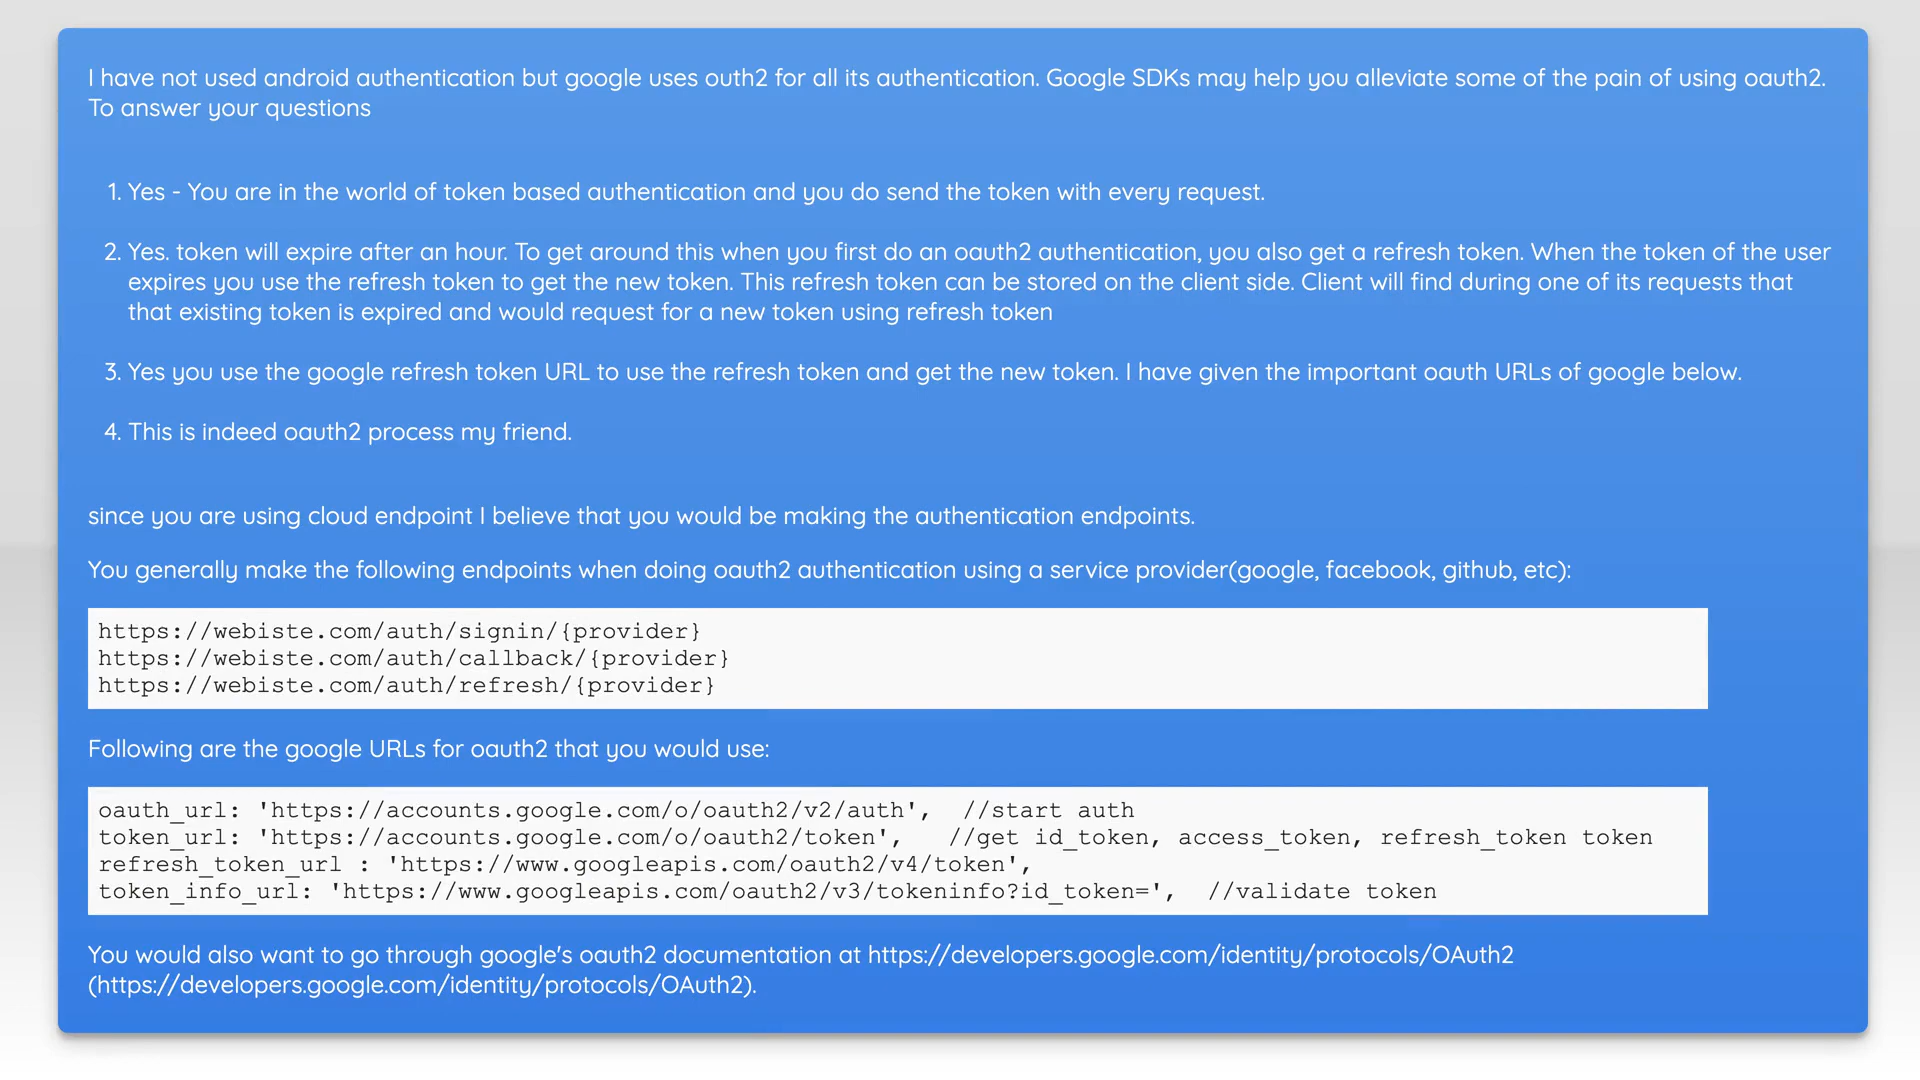 I have not used android authentication but google uses outh2 for all its authentication. Google SDKs may help you alleviate some of the pain of using oauth2.
To answer your questions
1. Yes - You are in the world of token based authentication and you do send the token with every request.
2. Yes. token will expire after an hour. To get around this when you first do an oauth2 authentication, you also get a refresh token. When the token of the user
expires you use the refresh token to get the new token. This refresh token can be stored on the client side. Client will find during one of its requests that
that existing token is expired and would request for a new token using refresh token
3. Yes you use the google refresh token URL to use the refresh token and get the new token. I have given the important oauth URLs of google below.
4. This is indeed oauth2 process my friend.
since you are using cloud endpoint I believe that you would be making the authentication endpoints.
You generally make the following endpoints when doing oauth2 authentication using a service provider(google, facebook, github, etc):
https://webiste.com/auth/signin/{provider}
https://webiste.com/auth/callback/{provider}
https://webiste.com/auth/refresh/{provider}
Following are the google URLs for oauth2 that you would use:
oauth_url: 'https://accounts.google.com/o/oauth2/v2/auth',  //start auth
token_url: 'https://accounts.google.com/o/oauth2/token',   //get id_token, access_token, refresh_token token
refresh_token_url : 'https://www.googleapis.com/oauth2/v4/token',
token_info_url: 'https://www.googleapis.com/oauth2/v3/tokeninfo?id_token=',  //validate token
You would also want to go through google's oauth2 documentation at https://developers.google.com/identity/protocols/OAuth2
(https://developers.google.com/identity/protocols/OAuth2).